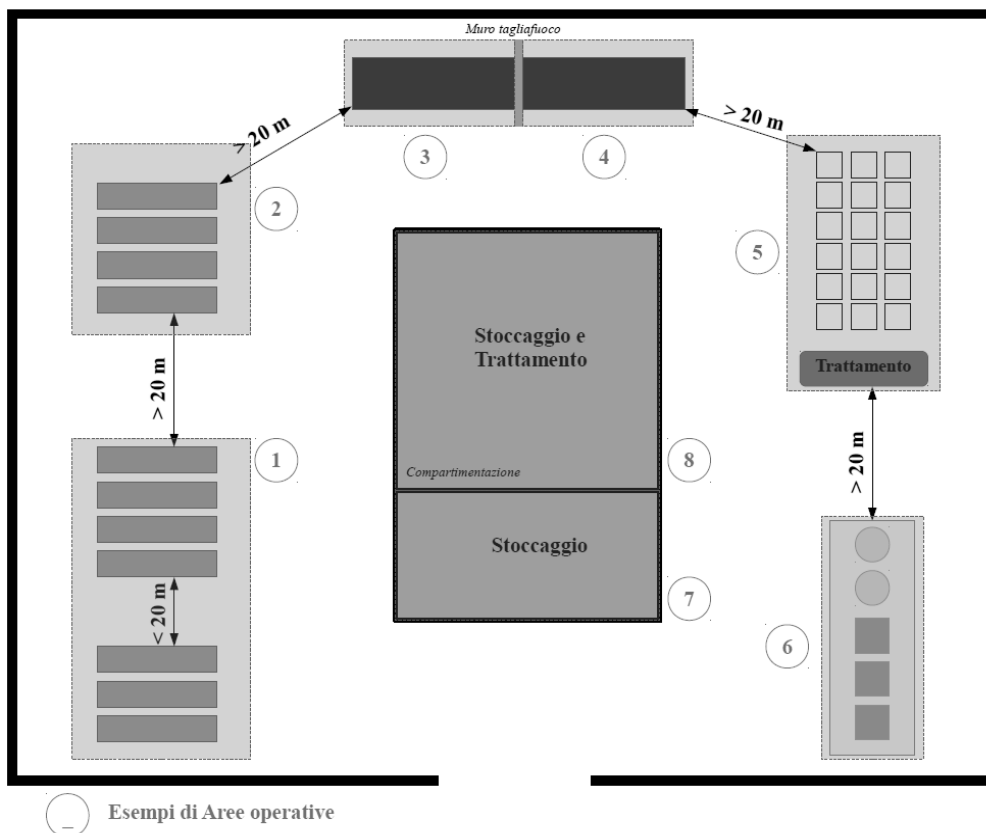 Muro tagliafuoco
> 20 m
> 20 m
3
4
2
5
Stoccaggio e
Trattamento
Trattamento
> 20 m
> 20 m
1
Compartimentazione
8
Stoccaggio
< 20 m
7
6
_
Esempi di Aree operative